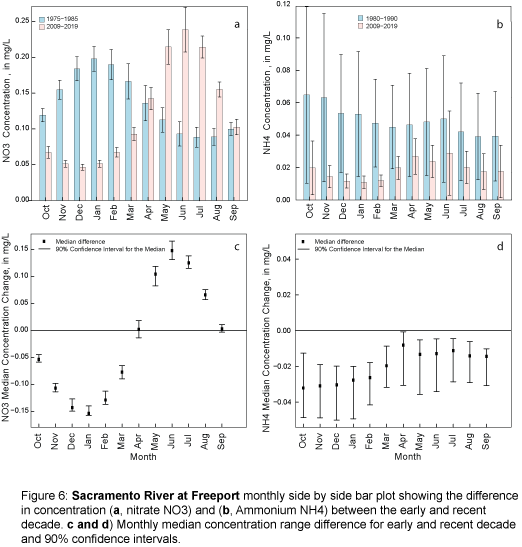 a
1975−1985
2009−2019
NO3 Concentration , in mg/L
0.25
0.20
0.15
0.10
0.05
0.00
Oct
Nov
Dec
Jan
Feb
Mar
Apr
May
Jun
Jul
Aug
Sep
b
1980−1990
2009−2019
NH4 Concentration , in mg/L
0.12
0.10
0.08
0.06
0.04
0.02
0.00
Oct
Nov
Dec
Jan
Feb
Mar
Apr
May
Jun
Jul
Aug
Sep
c
Median difference
90% Confidence Interval for the Median
NO3 Median Concentration Change, in mg/L
0.15
0.10
0.05
0.00
−0.05
−0.10
−0.15
Oct
Nov
Dec
Jan
Feb
Mar
Apr
May
Jun
Jul
Aug
Sep
Month
d
Median difference
90% Confidence Interval for the Median
NH4 Median Concentration Change, in mg/L
0.04
0.02
0.00
−0.02
−0.04
Oct
Nov
Dec
Jan
Feb
Mar
Apr
May
Jun
Jul
Aug
Sep
Month
Figure 6: Sacramento River at Freeport monthly side by side bar plot showing the difference
in concentration (a, nitrate NO3) and (b, Ammonium NH4) between the early and recent
decade. c and d) Monthly median concentration range difference for early and recent decade
and 90% confidence intervals.